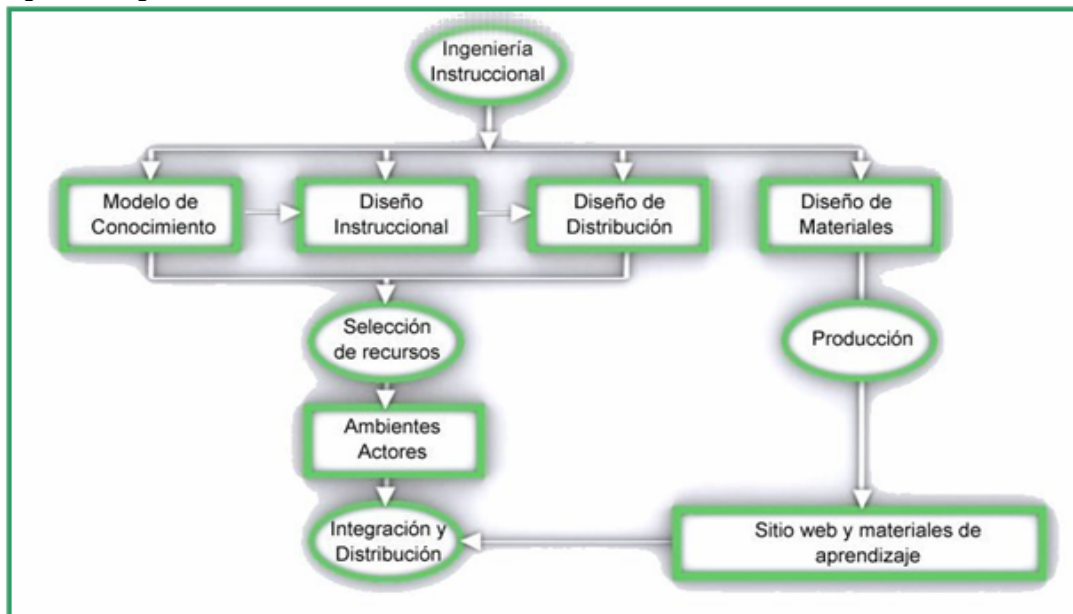 Ingeniería
Instruccional
Modelo de
Conocimiento
Diseño
Instruccional
Diseño de
Distribución
Diseño de
Materiales
Selección
de recursos
Producción
Ambientes
Actores
Integración y
Distribución
Sitio web y materiales de
aprendizaje